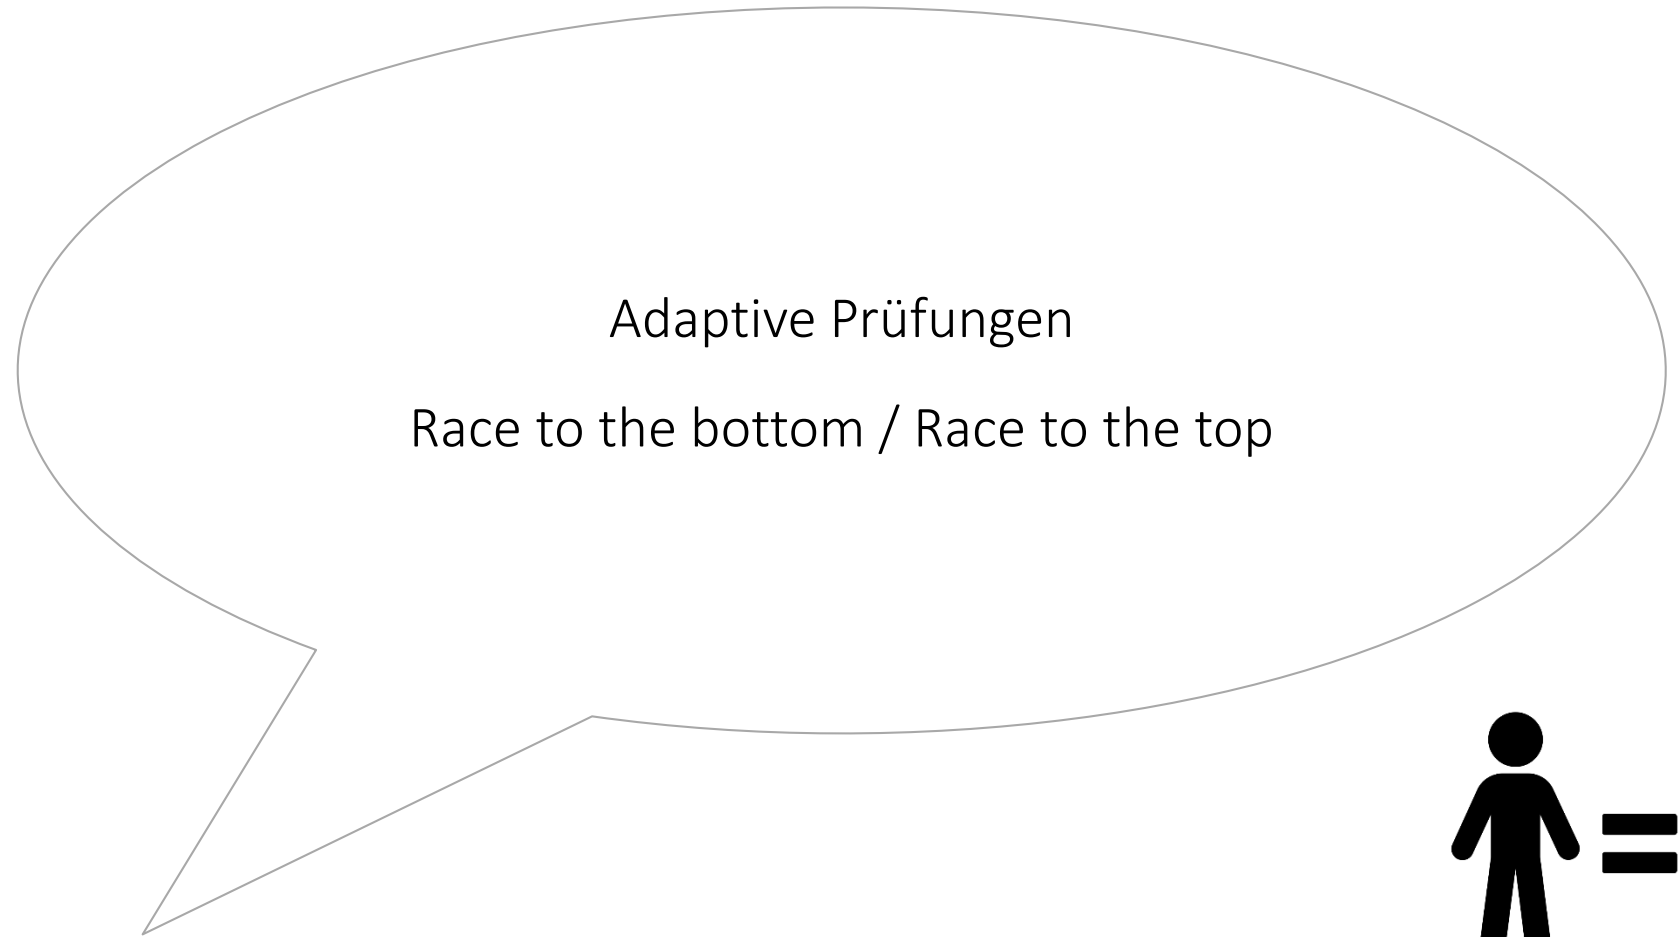 Adaptive Prüfungen
Race to the bottom / Race to the top
=